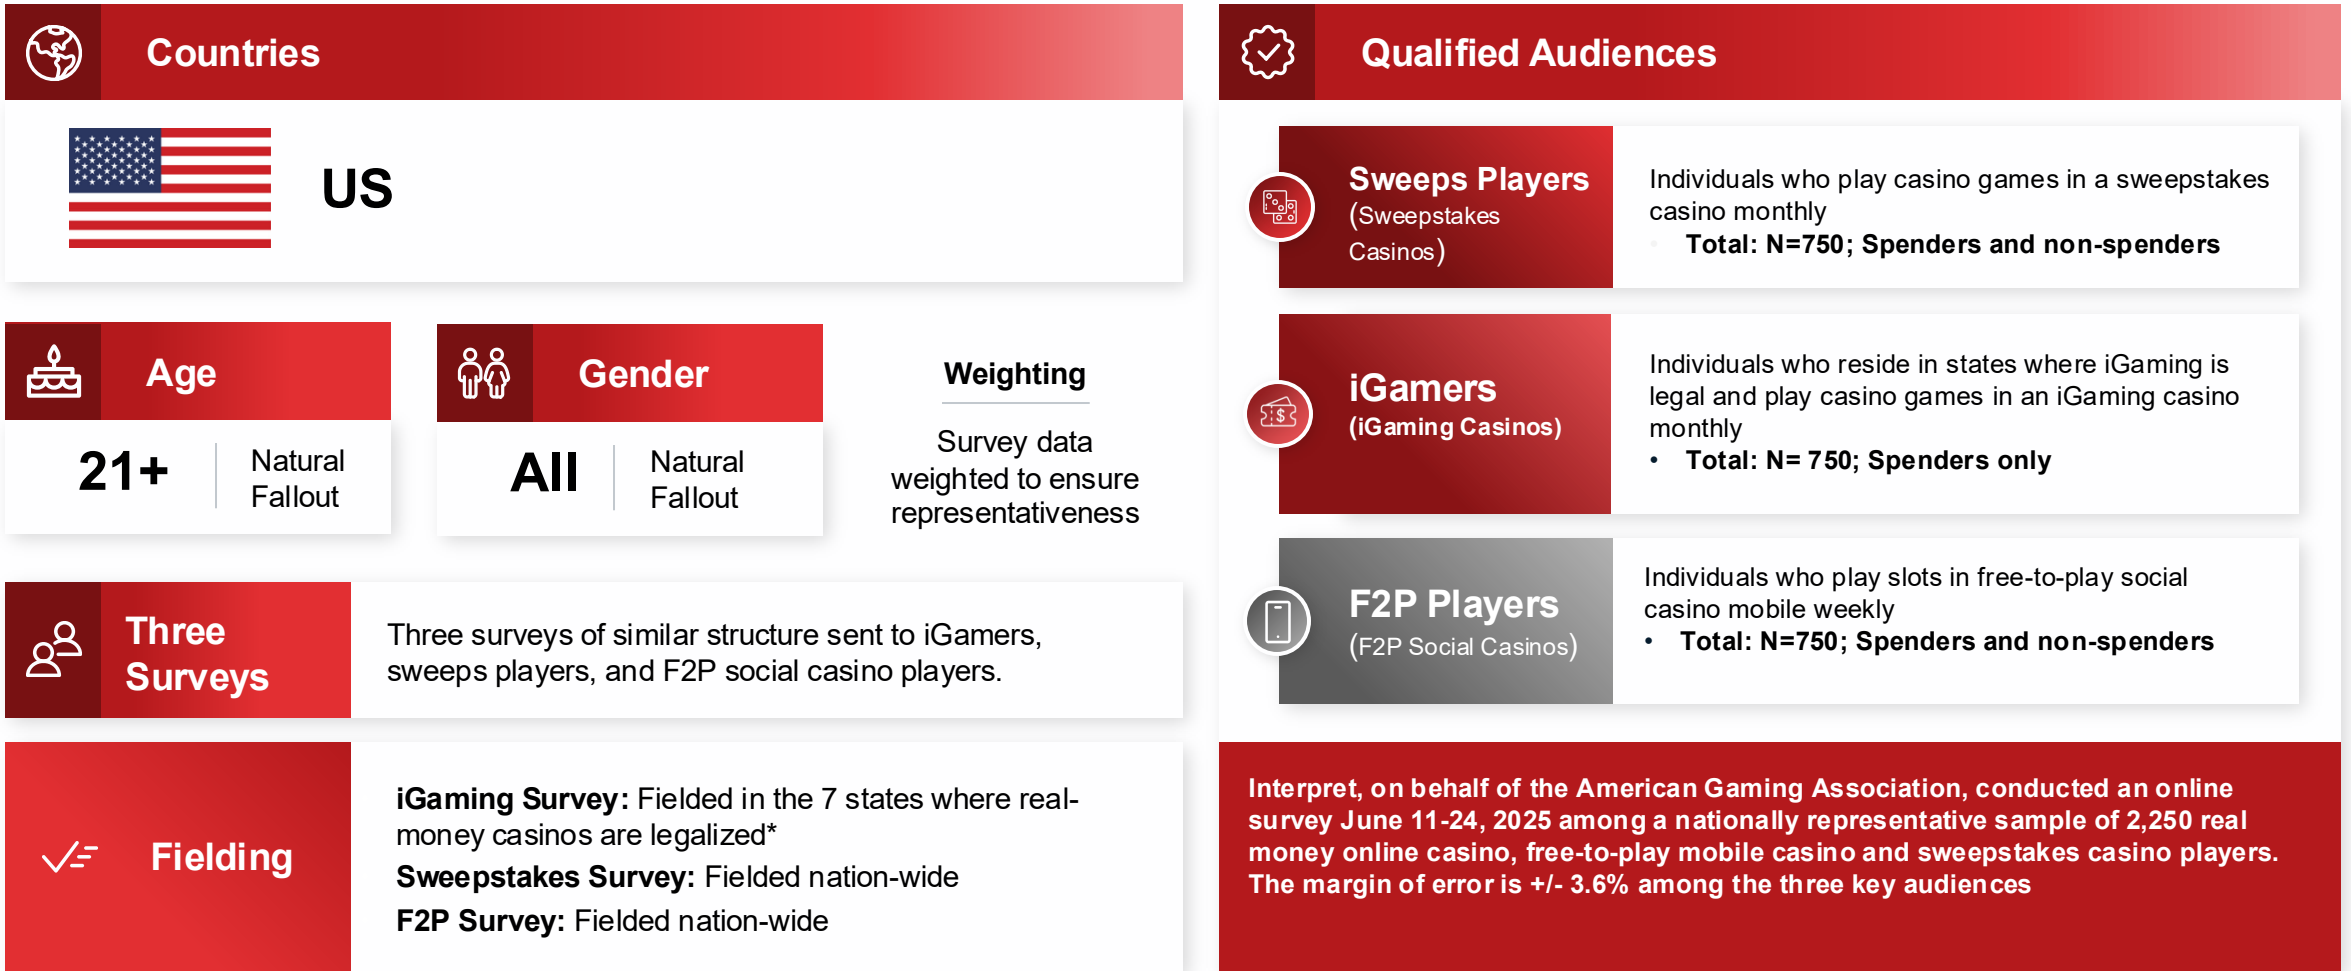 Countries
US
Age
21+
Natural
Fallout
Gender
All
Natural
Fallout
Weighting
Survey data
weighted to ensure
representativeness
Three
Surveys
Three surveys of similar structure sent to iGamers,
sweeps players, and F2P social casino players.
Fielding
iGaming Survey: Fielded in the 7 states where real-
money casinos are legalized*
Sweepstakes Survey: Fielded nation-wide
F2P Survey: Fielded nation-wide
Qualified Audiences
Sweeps Players
(Sweepstakes
Casinos)
Individuals who play casino games in a sweepstakes
casino monthly
• Total: N=750; Spenders and non-spenders
iGamers
(iGaming Casinos)
Individuals who reside in states where iGaming is
legal and play casino games in an iGaming casino
monthly
• Total: N= 750; Spenders only
F2P Players
(F2P Social Casinos)
Individuals who play slots in free-to-play social
casino mobile weekly
• Total: N=750; Spenders and non-spenders
Interpret, on behalf of the American Gaming Association, conducted an online
survey June 11-24, 2025 among a nationally representative sample of 2,250 real
money online casino, free-to-play mobile casino and sweepstakes casino players.
The margin of error is +/- 3.6% among the three key audiences